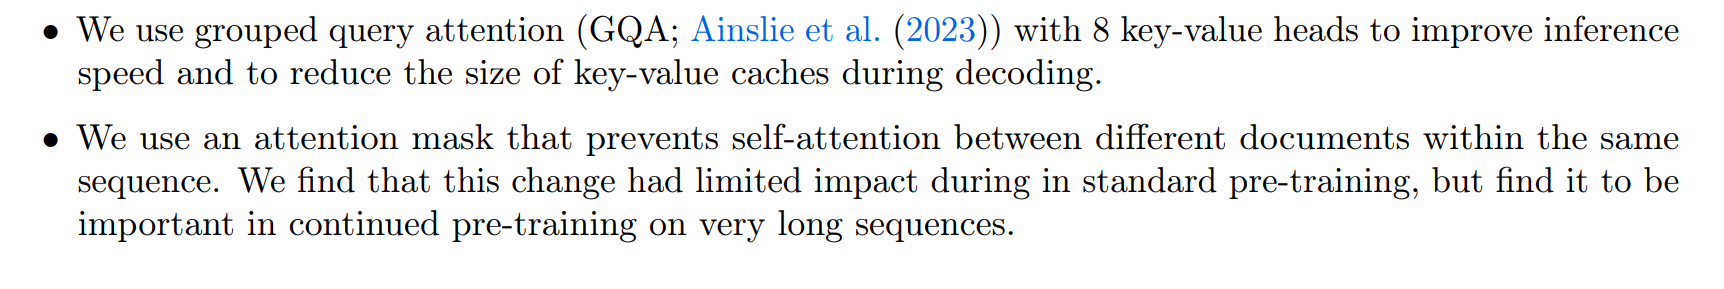 • We use grouped query attention (GQA; Ainslie et al. (2023)) with 8 key-value heads to improve inference
speed and to reduce the size of key-value caches during decoding.
• We use an attention mask that prevents self-attention between different documents within the same
sequence. We find that this change had limited impact during in standard pre-training, but find it to be
important in continued pre-training on very long sequences.